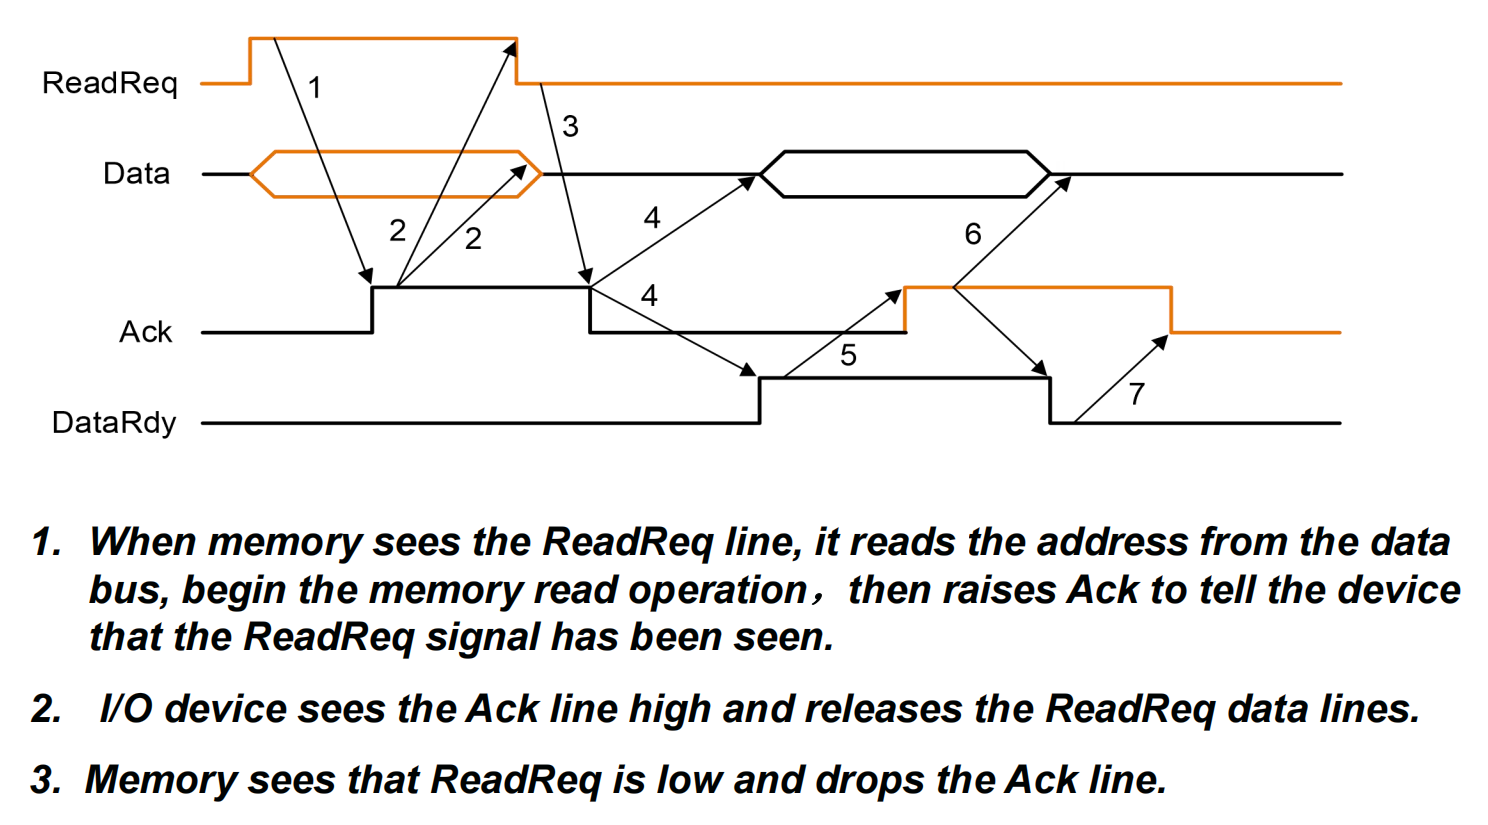 ReadReq
1
3
Data
2
2
4
6
4
Ack
5
7
DataRdy
1. When memory sees the ReadReq line, it reads the address from the data
bus, begin the memory read operation，then raises Ack to tell the device
that the ReadReq signal has been seen.
2. I/O device sees the Ack line high and releases the ReadReq data lines.
3. Memory sees that ReadReq is low and drops the Ack line.